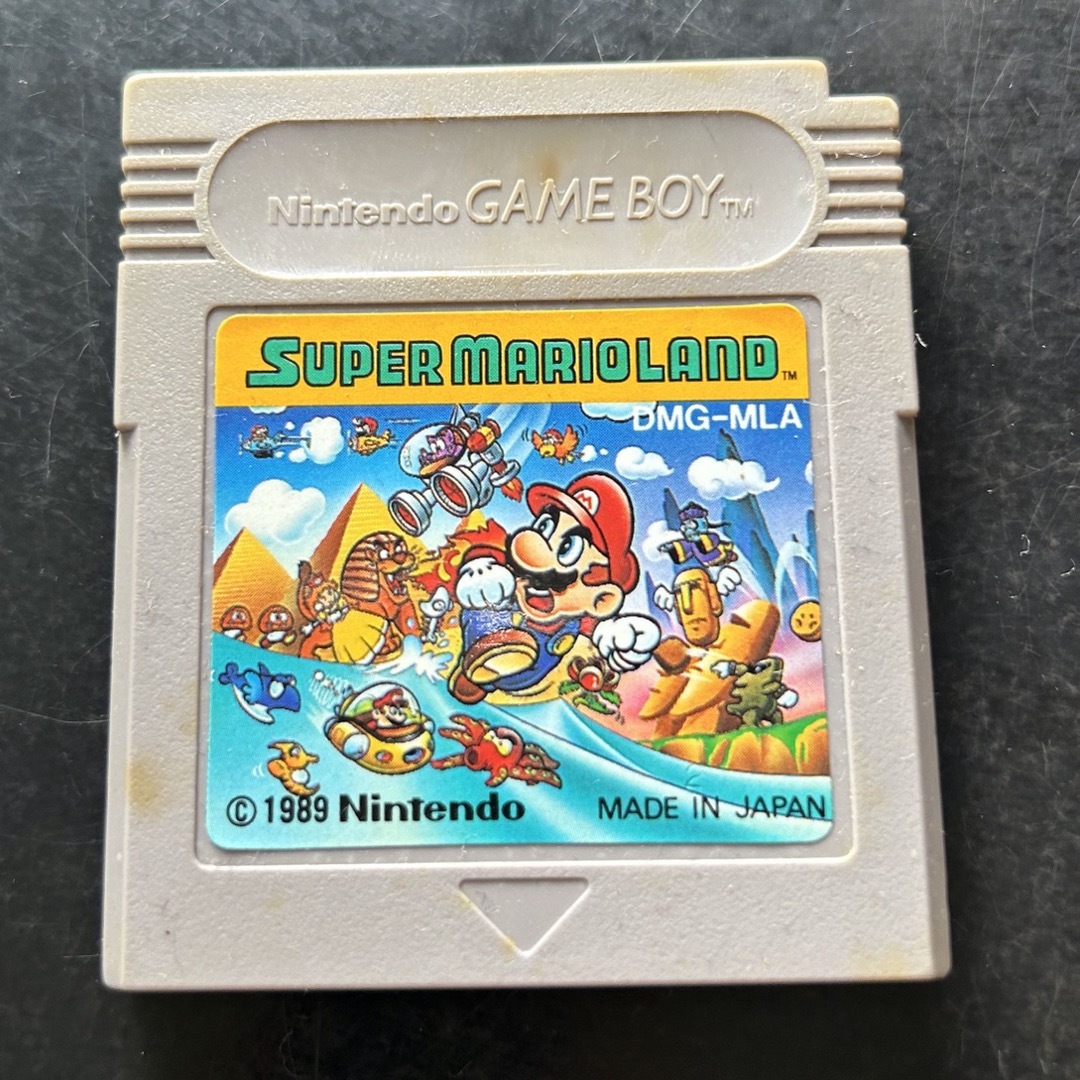 Nintendo GAME BOY™
SUPER MARIOLAND™
DMG-MLA
M
© 1989 Nintendo
MADE IN JAPAN